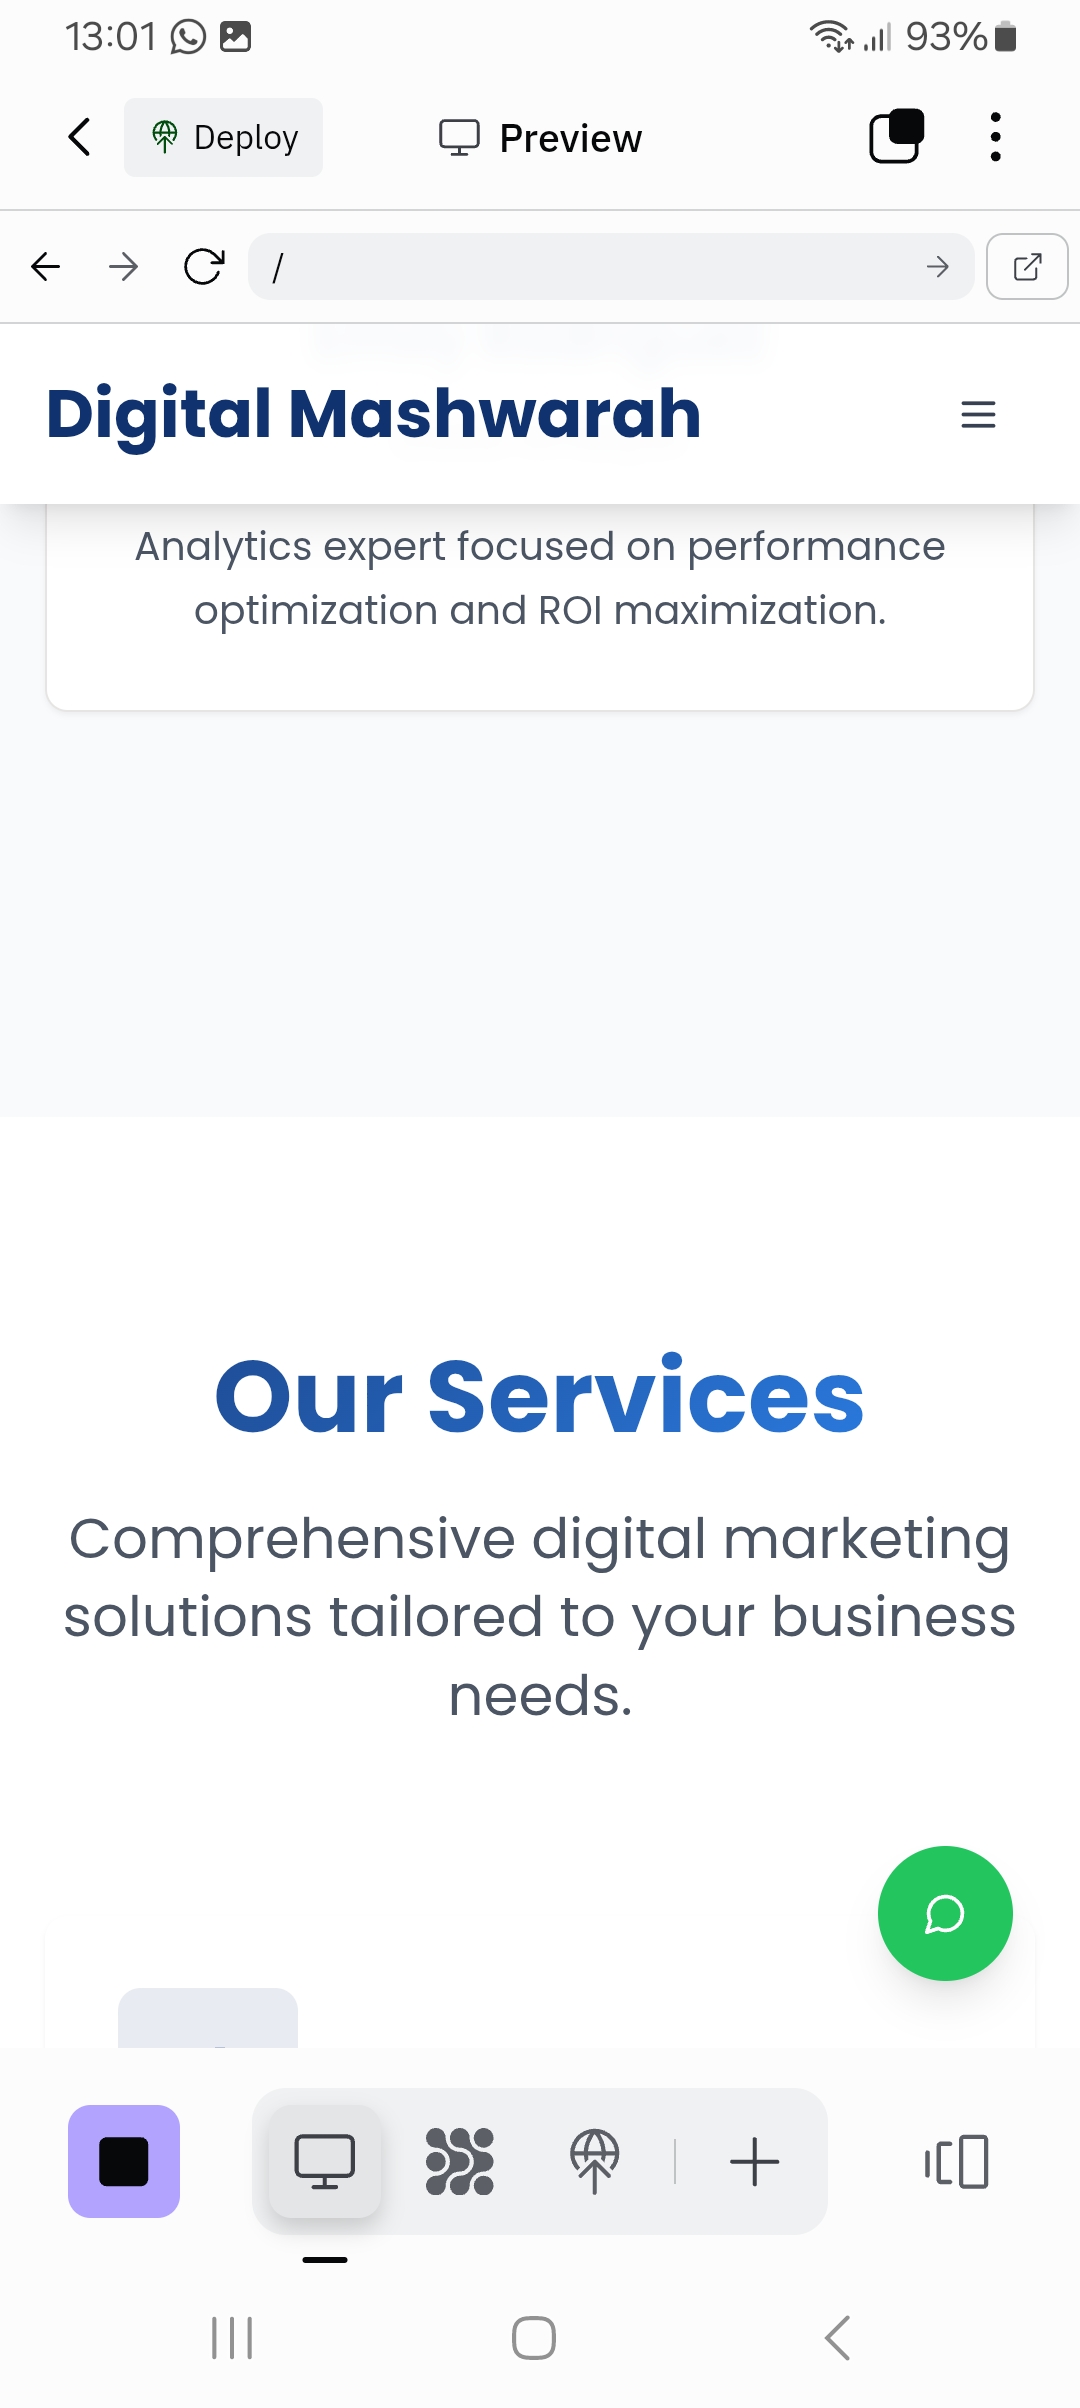 13:01
93%
Deploy
Preview
/
Digital Mashwarah
Analytics expert focused on performance
optimization and ROI maximization.
Our Services
Comprehensive digital marketing
solutions tailored to your business
needs.